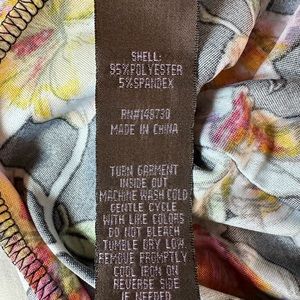 SHELL:
95%POLYESTER
5%SPANDEX
RN#149730
MADE IN CHINA
TURN GARMENT
INSIDE OUT
MACHINE WASH COLD
GENTLE CYCLE
WITH LIKE COLORS
DO NOT BLEACH
TUMBLE DRY LOW
REMOVE PROMPTLY
COOL IRON ON
REVERSE SIDE
IF NEEDED